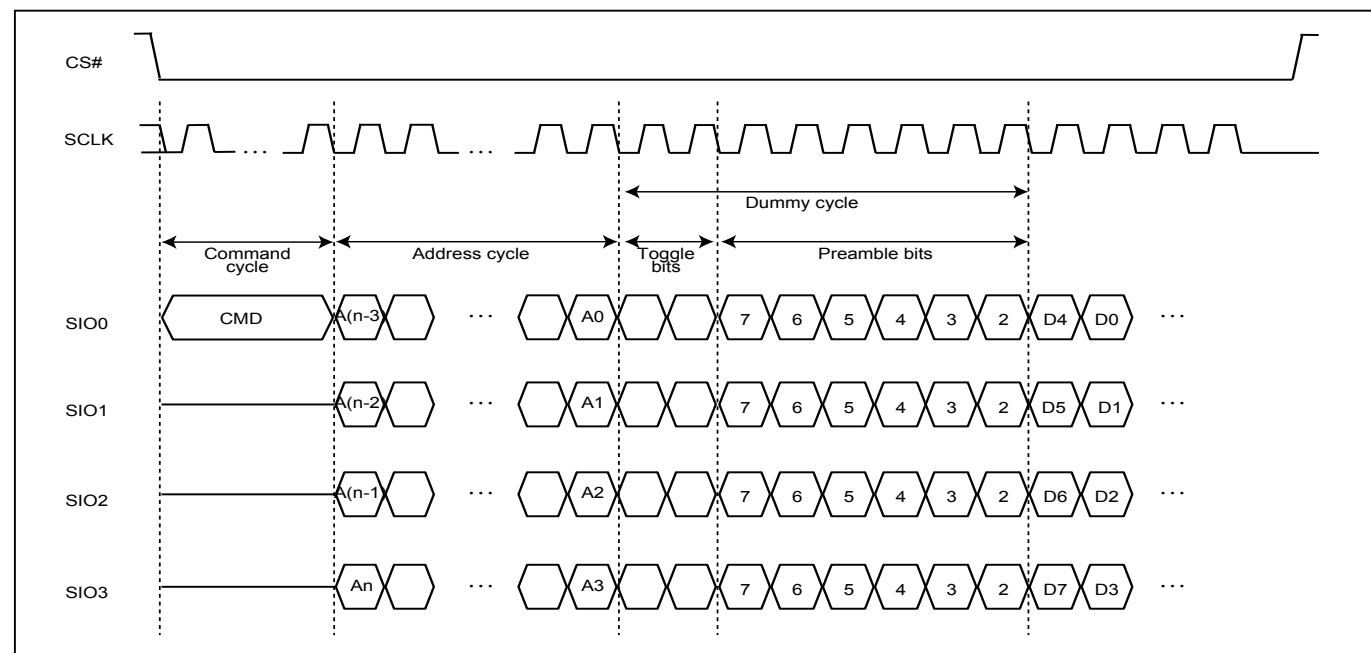 CS#
SCLK ... ...
Dummy cycle
Command cycle Address cycle Toggle bits Preamble bits
SIO0 CMD A(n-3) ... A0 7 6 5 4 3 2 D4 D0 ...
SIO1 A(n-2) ... A1 7 6 5 4 3 2 D5 D1 ...
SIO2 A(n-1) ... A2 7 6 5 4 3 2 D6 D2 ...
SIO3 An ... A3 7 6 5 4 3 2 D7 D3 ...